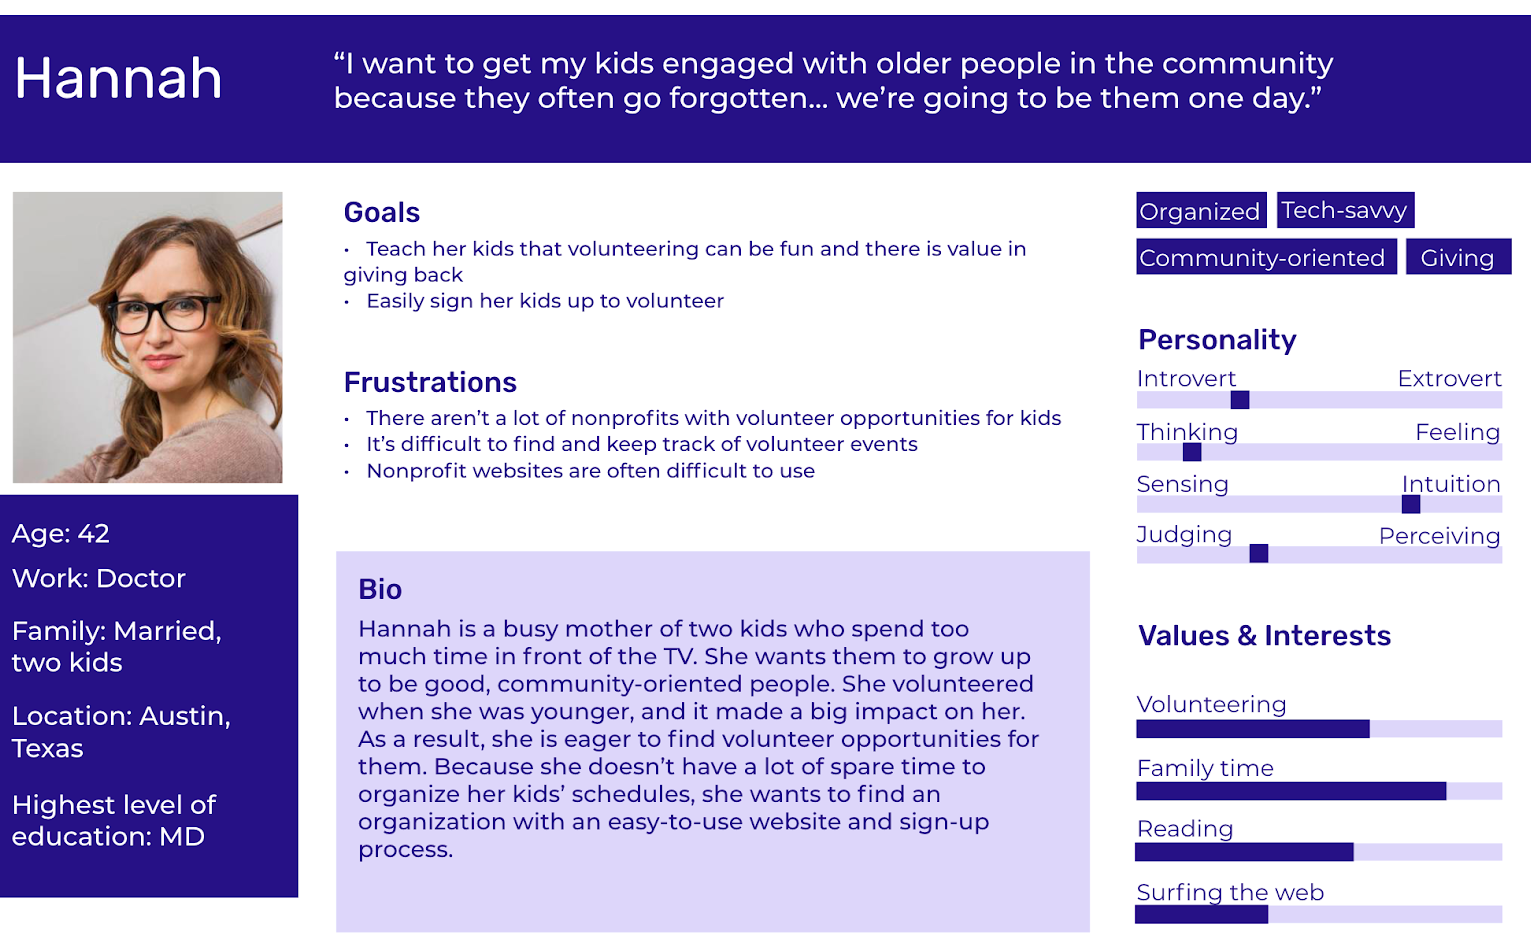 Hannah
“I want to get my kids engaged with older people in the community
because they often go forgotten... we’re going to be them one day.”
Age: 42
Work: Doctor
Family: Married,
two kids
Location: Austin,
Texas
Highest level of
education: MD
Goals
• Teach her kids that volunteering can be fun and there is value in
giving back
• Easily sign her kids up to volunteer
Frustrations
• There aren’t a lot of nonprofits with volunteer opportunities for kids
• It’s difficult to find and keep track of volunteer events
• Nonprofit websites are often difficult to use
Bio
Hannah is a busy mother of two kids who spend too
much time in front of the TV. She wants them to grow up
to be good, community-oriented people. She volunteered
when she was younger, and it made a big impact on her.
As a result, she is eager to find volunteer opportunities for
them. Because she doesn’t have a lot of spare time to
organize her kids’ schedules, she wants to find an
organization with an easy-to-use website and sign-up
process.
Organized Tech-savvy
Community-oriented Giving
Personality
Introvert Extrovert
Thinking Feeling
Sensing Intuition
Judging Perceiving
Values & Interests
Volunteering
Family time
Reading
Surfing the web